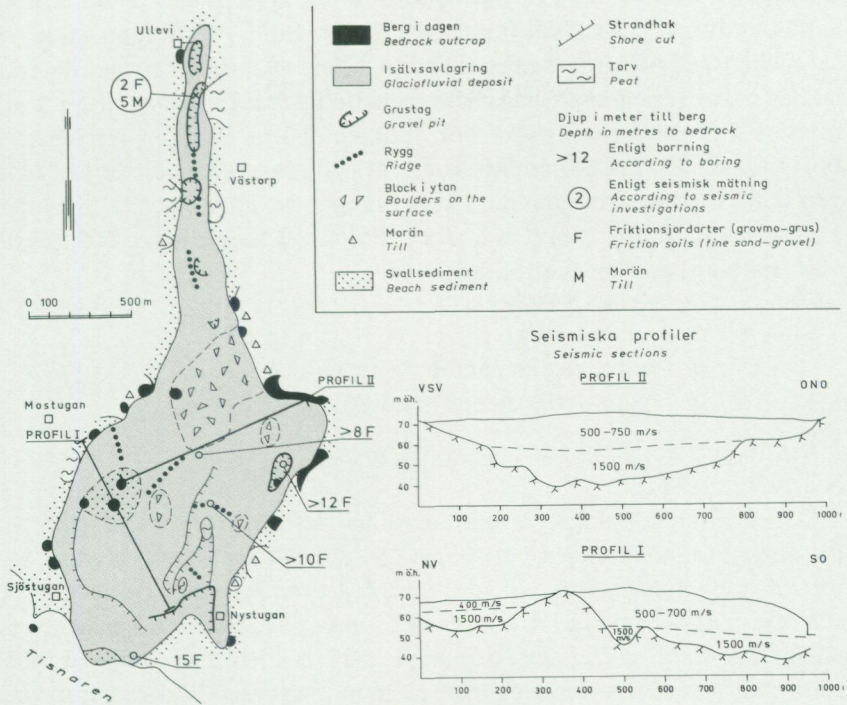 Ullevi
2 F
5 M
Västorp
0 100 500 m
Mostugan
PROFIL I
PROFIL II
>8F
>12F
>10F
Sjöstugan
Nystugan
15F
Tisnaren
Berg i dagen
Bedrock outcrop
Isälvsavlagring
Glaciofluvial deposit
Grustag
Gravel pit
Rygg
Ridge
Block i ytan
Boulders on the
surface
Morän
Till
Svallsediment
Beach sediment
Strandhak
Shore cut
Torv
Peat
Djup i meter till berg
Depth in metres to bedrock
>12
Enligt borrning
According to boring
2
Enligt seismisk mätning
According to seismic
investigations
F
Friktionsjordarter (grovmo-grus)
Friction soils (fine sand-gravel)
M
Morän
Till
Seismiska profiler
Seismic sections
PROFIL II
VSV
ONO
m ö.h.
70
60
50
40
500-750 m/s
1500 m/s
100 200 300 400 500 600 700 800 900 1000
PROFIL I
NV
SO
m ö.h.
70
60
50
40
400 m/s
1500 m/s
500-700 m/s
1500
m/s
1500 m/s
100 200 300 400 500 600 700 800 900 1000